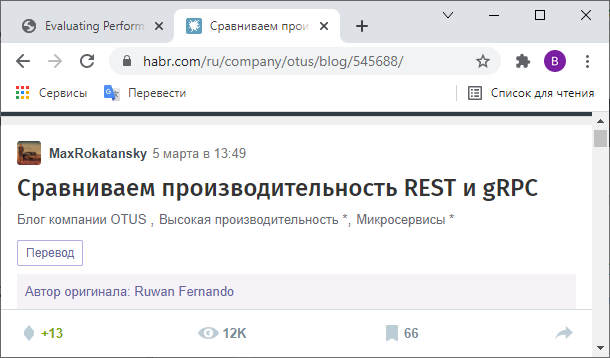 Evaluating Perform
Сравниваем прои
habr.com/ru/company/otus/blog/545688/
B
Сервисы
Перевести
Список для чтения
MaxRokatansky 5 марта в 13:49
Сравниваем производительность REST и gRPC
Блог компании OTUS , Высокая производительность *, Микросервисы *
Перевод
Автор оригинала: Ruwan Fernando
+13 12K 66